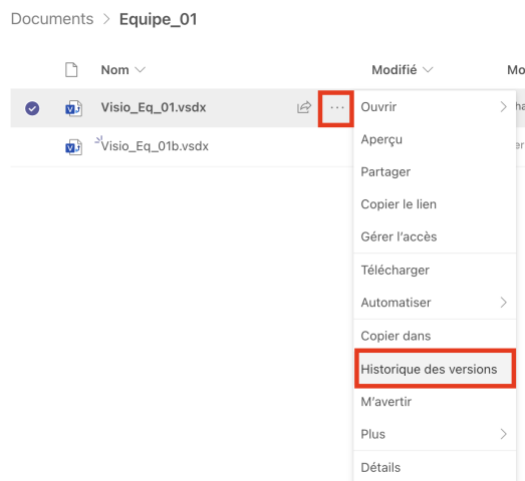 Documents > Equipe_01
Nom Modifié Mo
Visio_Eq_01.vsdx ... Ouvrir
Visio_Eq_01b.vsdx Aperçu
Partager
Copier le lien
Gérer l'accès
Télécharger
Automatiser
Copier dans
Historique des versions
M'avertir
Plus
Détails